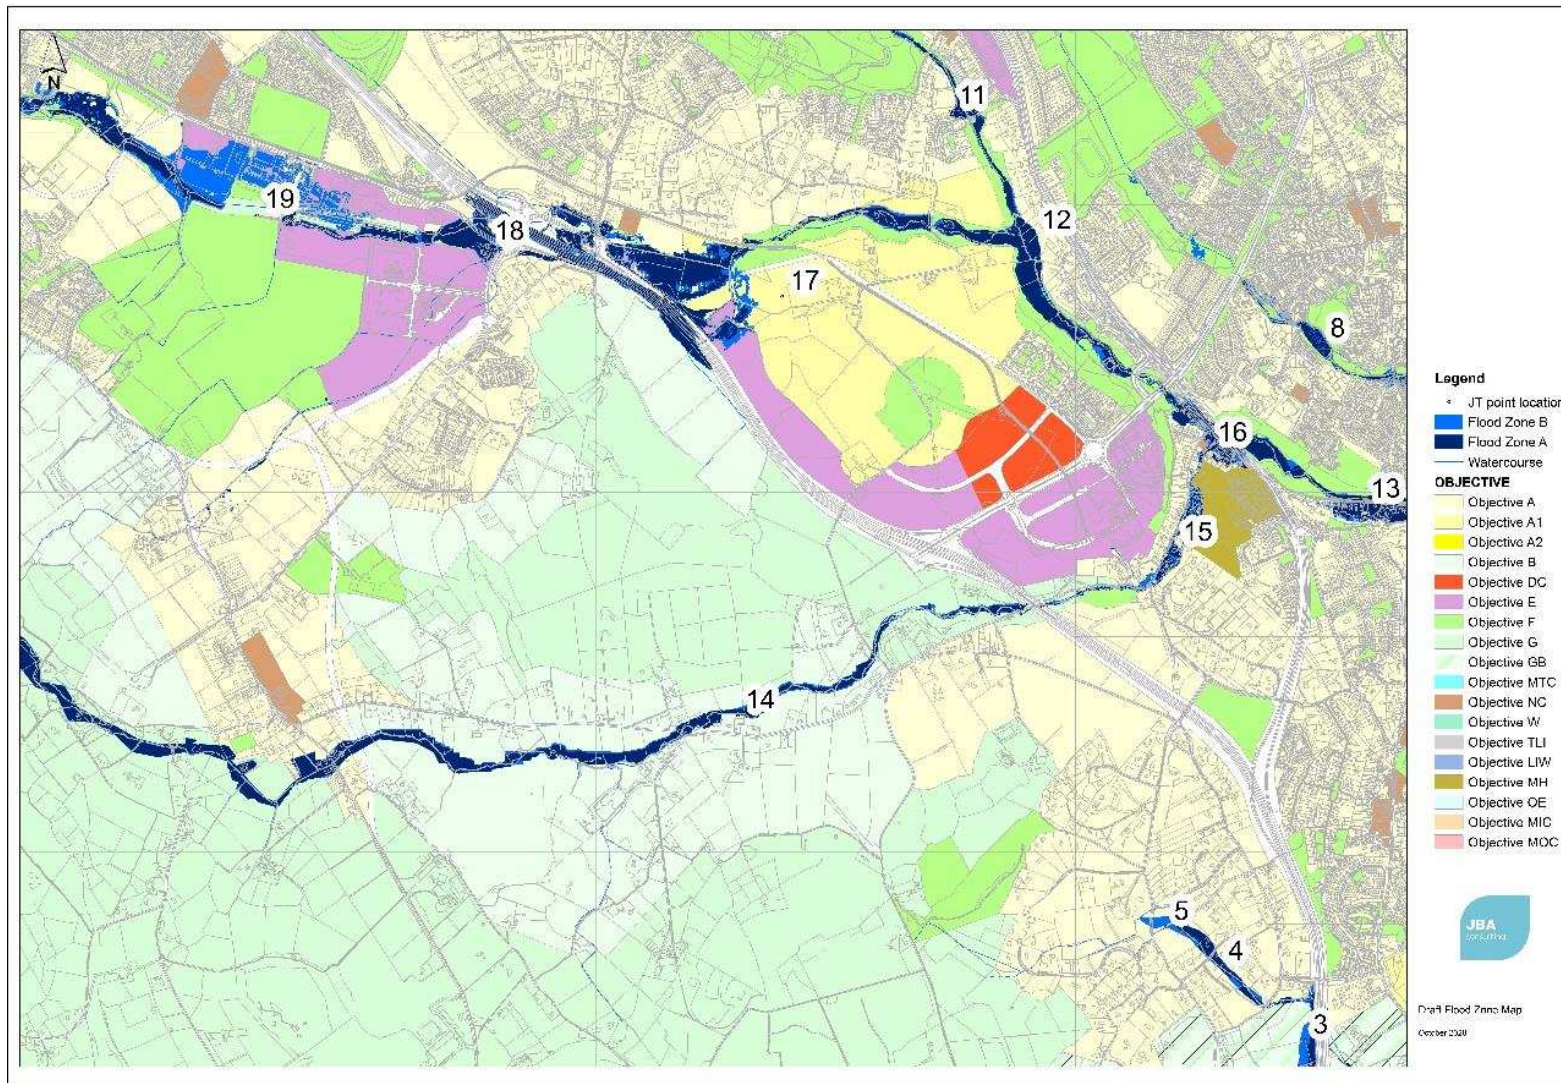 N
11
12
19
18
17
8
16
13
15
14
5
4
3
Legend
JT point location
Flood Zone B
Flood Zone A
Watercourse
OBJECTIVE
Objective A
Objective A1
Objective A2
Objective B
Objective DC
Objective E
Objective F
Objective G
Objective GB
Objective MTC
Objective NC
Objective W
Objective TLI
Objective LIW
Objective MH
Objective OE
Objective MIC
Objective MOC
JBA
consulting
Draft Flood Zone Map
October 2020